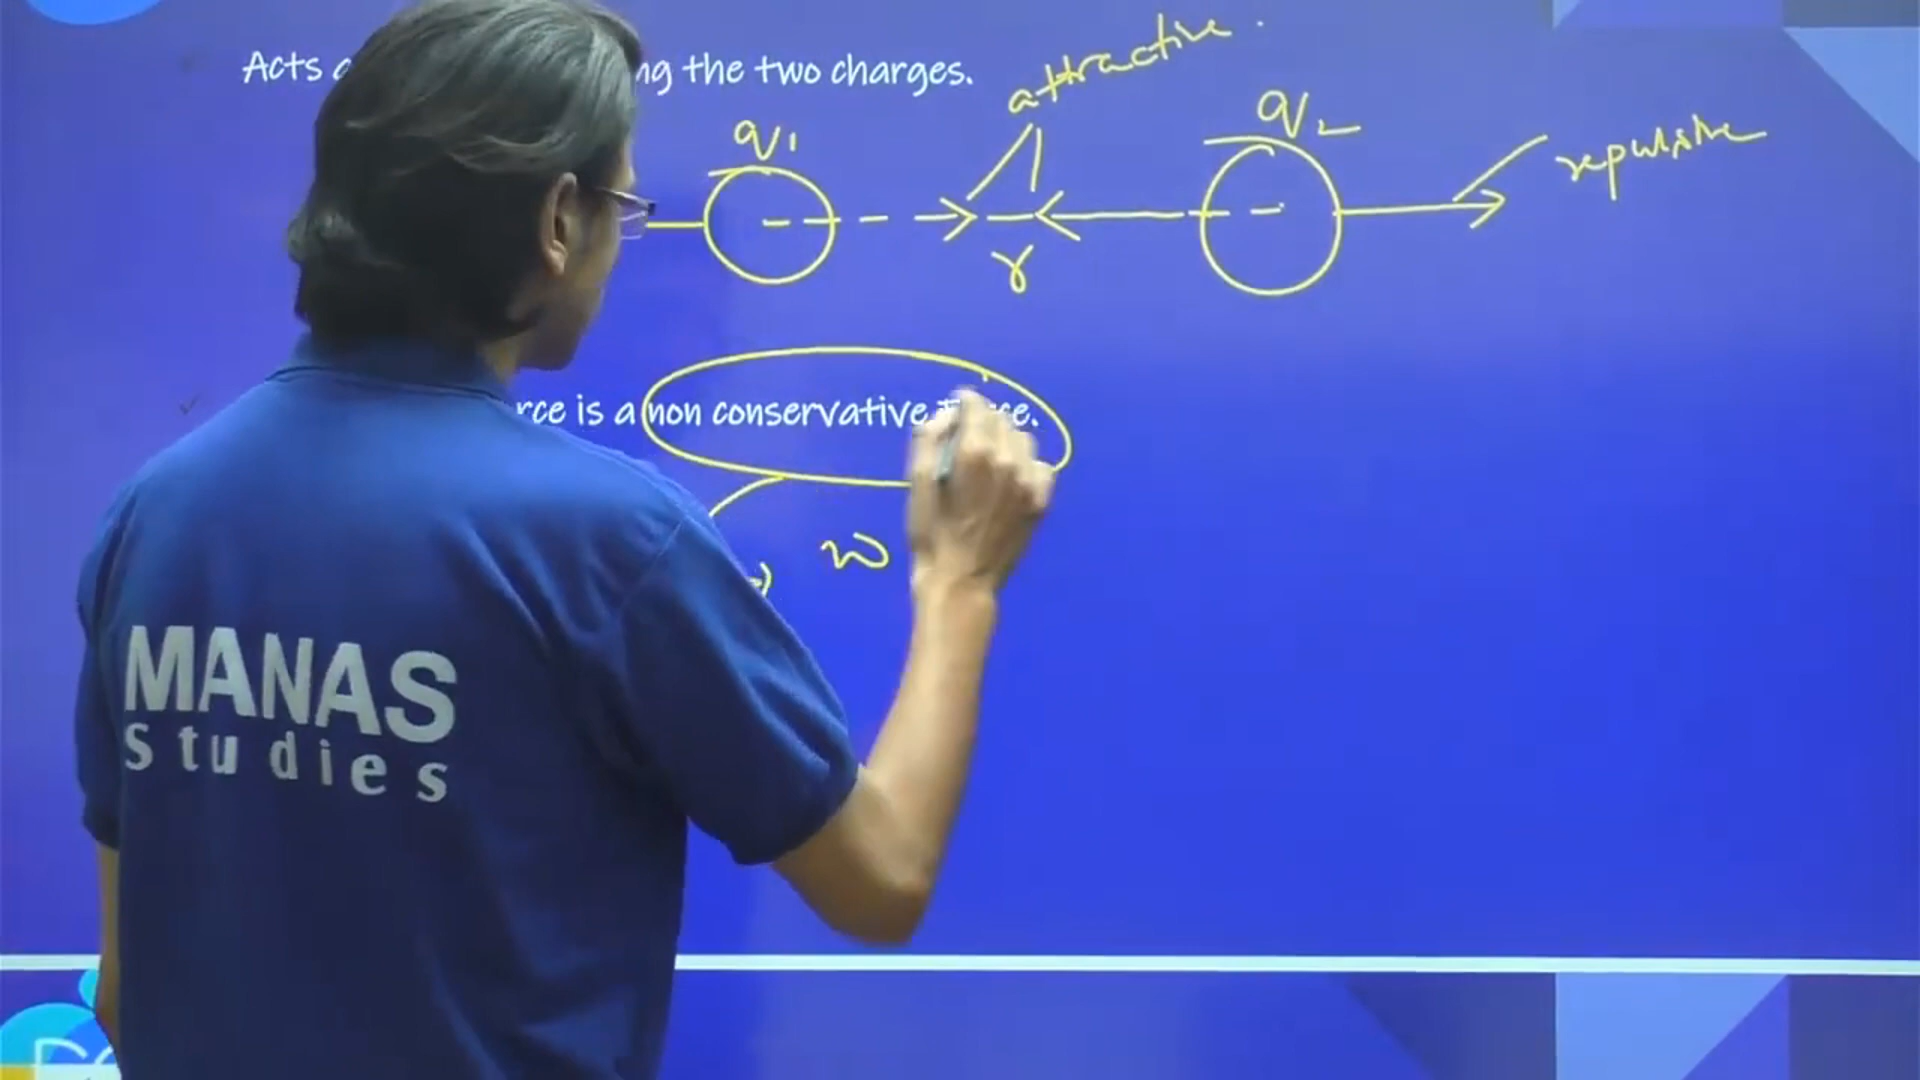 Acts
ng the two charges.
attractive
q1
q2
repulsive
r
rce is a non conservative
w
MANAS
Studies